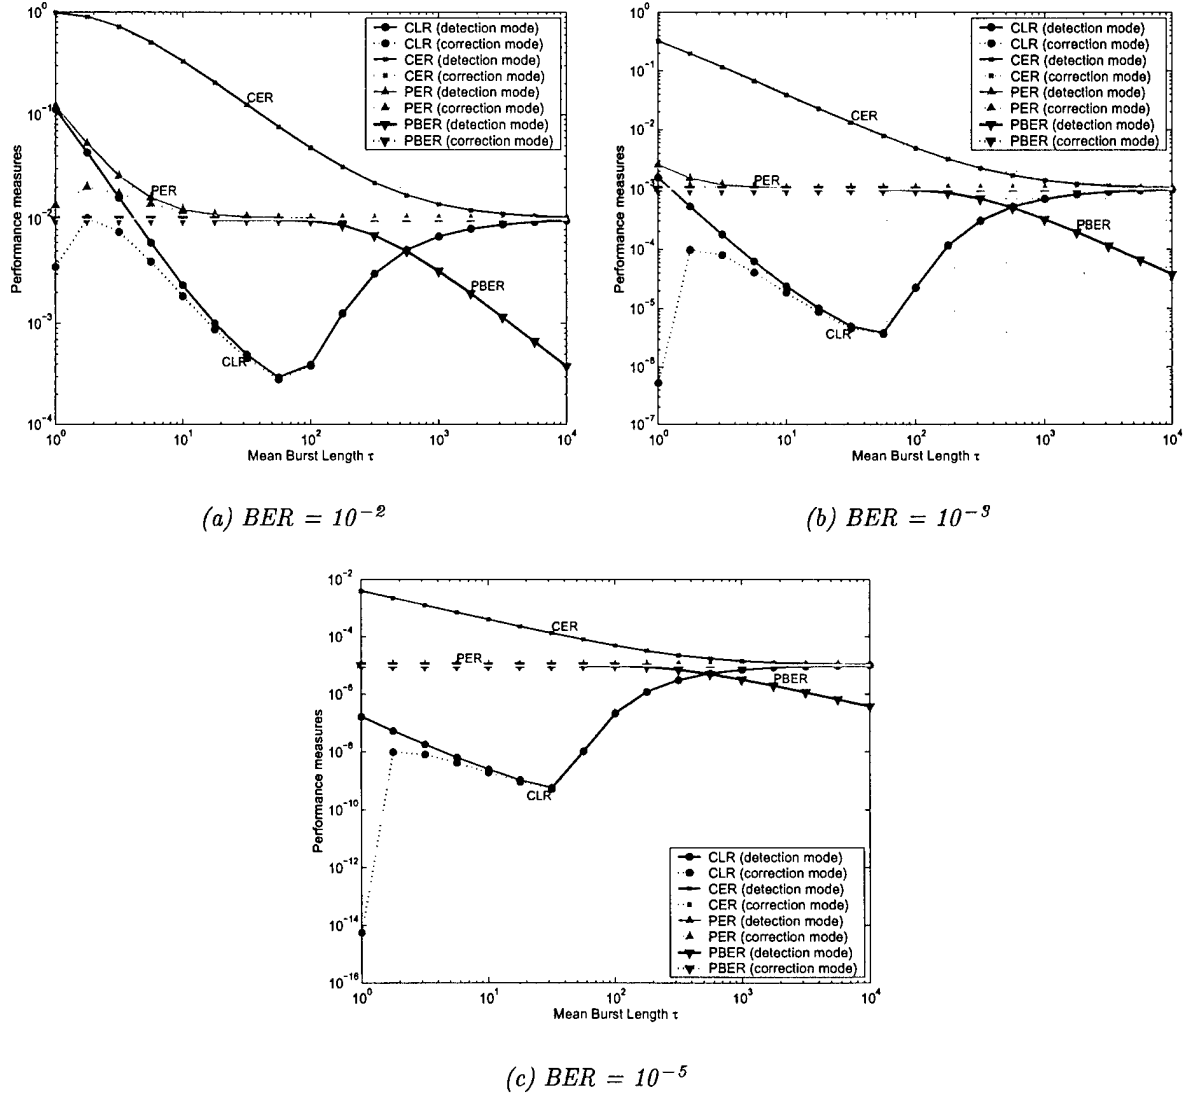 10^0
10^-1
10^-2
10^-3
10^-4
Performance measures
CLR (detection mode)
CLR (correction mode)
CER (detection mode)
CER (correction mode)
PER (detection mode)
PER (correction mode)
PBER (detection mode)
PBER (correction mode)
CER
PER
PBER
CLR
10^0 10^1 10^2 10^3 10^4
Mean Burst Length τ
(a) BER = 10^-2
10^0
10^-1
10^-2
10^-3
10^-4
10^-5
10^-6
10^-7
Performance measures
CLR (detection mode)
CLR (correction mode)
CER (detection mode)
CER (correction mode)
PER (detection mode)
PER (correction mode)
PBER (detection mode)
PBER (correction mode)
CER
PER
PBER
CLR
10^0 10^1 10^2 10^3 10^4
Mean Burst Length τ
(b) BER = 10^-3
10^-2
10^-4
10^-6
10^-8
10^-10
10^-12
10^-14
10^-16
Performance measures
CER
PER
PBER
CLR
CLR (detection mode)
CLR (correction mode)
CER (detection mode)
CER (correction mode)
PER (detection mode)
PER (correction mode)
PBER (detection mode)
PBER (correction mode)
10^0 10^1 10^2 10^3 10^4
Mean Burst Length τ
(c) BER = 10^-5